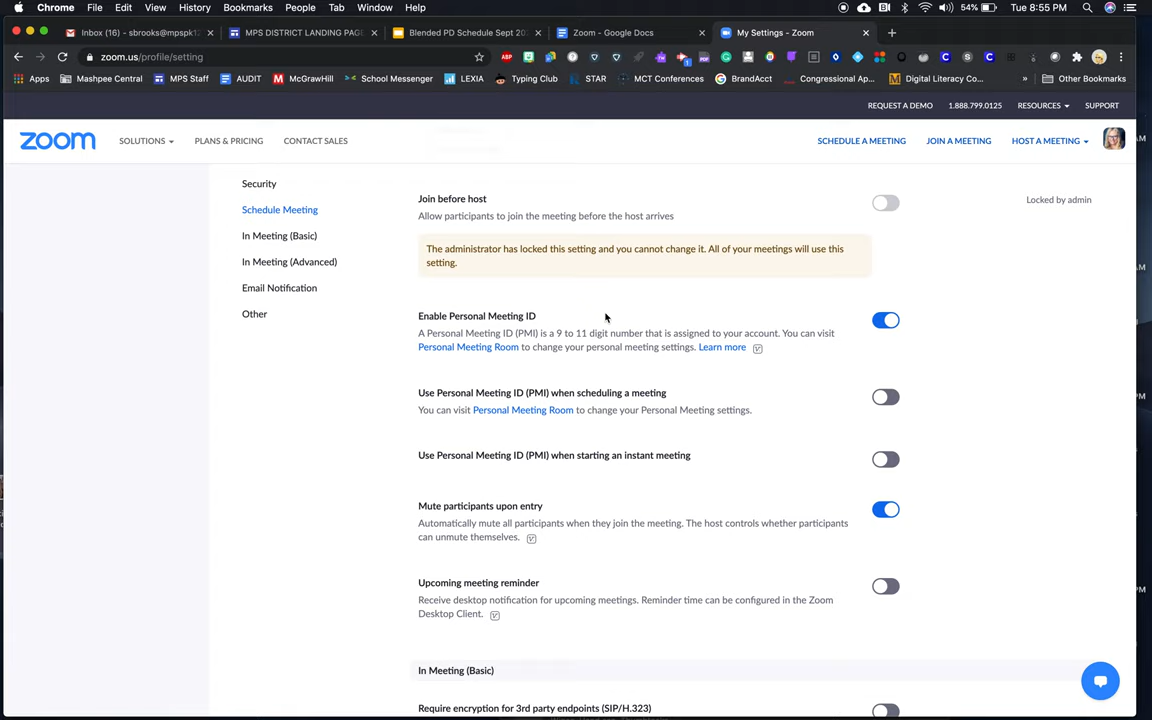 Chrome File Edit View History Bookmarks People Tab Window Help 54% Tue 8:55 PM
Inbox (16) - sbrooks@mpspk1 × MPS DISTRICT LANDING PAGE × Blended PD Schedule Sept 202 × Zoom - Google Docs × My Settings - Zoom × +
zoom.us/profile/setting
Apps Mashpee Central MPS Staff AUDIT McGrawHill School Messenger LEXIA Typing Club STAR MCT Conferences BrandAcct Congressional Ap... Digital Literacy Co... » Other Bookmarks
REQUEST A DEMO 1.888.799.0125 RESOURCES SUPPORT
zoom SOLUTIONS PLANS & PRICING CONTACT SALES SCHEDULE A MEETING JOIN A MEETING HOST A MEETING
Security
Schedule Meeting
In Meeting (Basic)
In Meeting (Advanced)
Email Notification
Other
Join before host
Locked by admin
Allow participants to join the meeting before the host arrives
The administrator has locked this setting and you cannot change it. All of your meetings will use this
setting.
Enable Personal Meeting ID
A Personal Meeting ID (PMI) is a 9 to 11 digit number that is assigned to your account. You can visit
Personal Meeting Room to change your personal meeting settings. Learn more
Use Personal Meeting ID (PMI) when scheduling a meeting
You can visit Personal Meeting Room to change your Personal Meeting settings.
Use Personal Meeting ID (PMI) when starting an instant meeting
Mute participants upon entry
Automatically mute all participants when they join the meeting. The host controls whether participants
can unmute themselves.
Upcoming meeting reminder
Receive desktop notification for upcoming meetings. Reminder time can be configured in the Zoom
Desktop Client.
In Meeting (Basic)
Require encryption for 3rd party endpoints (SIP/H.323)